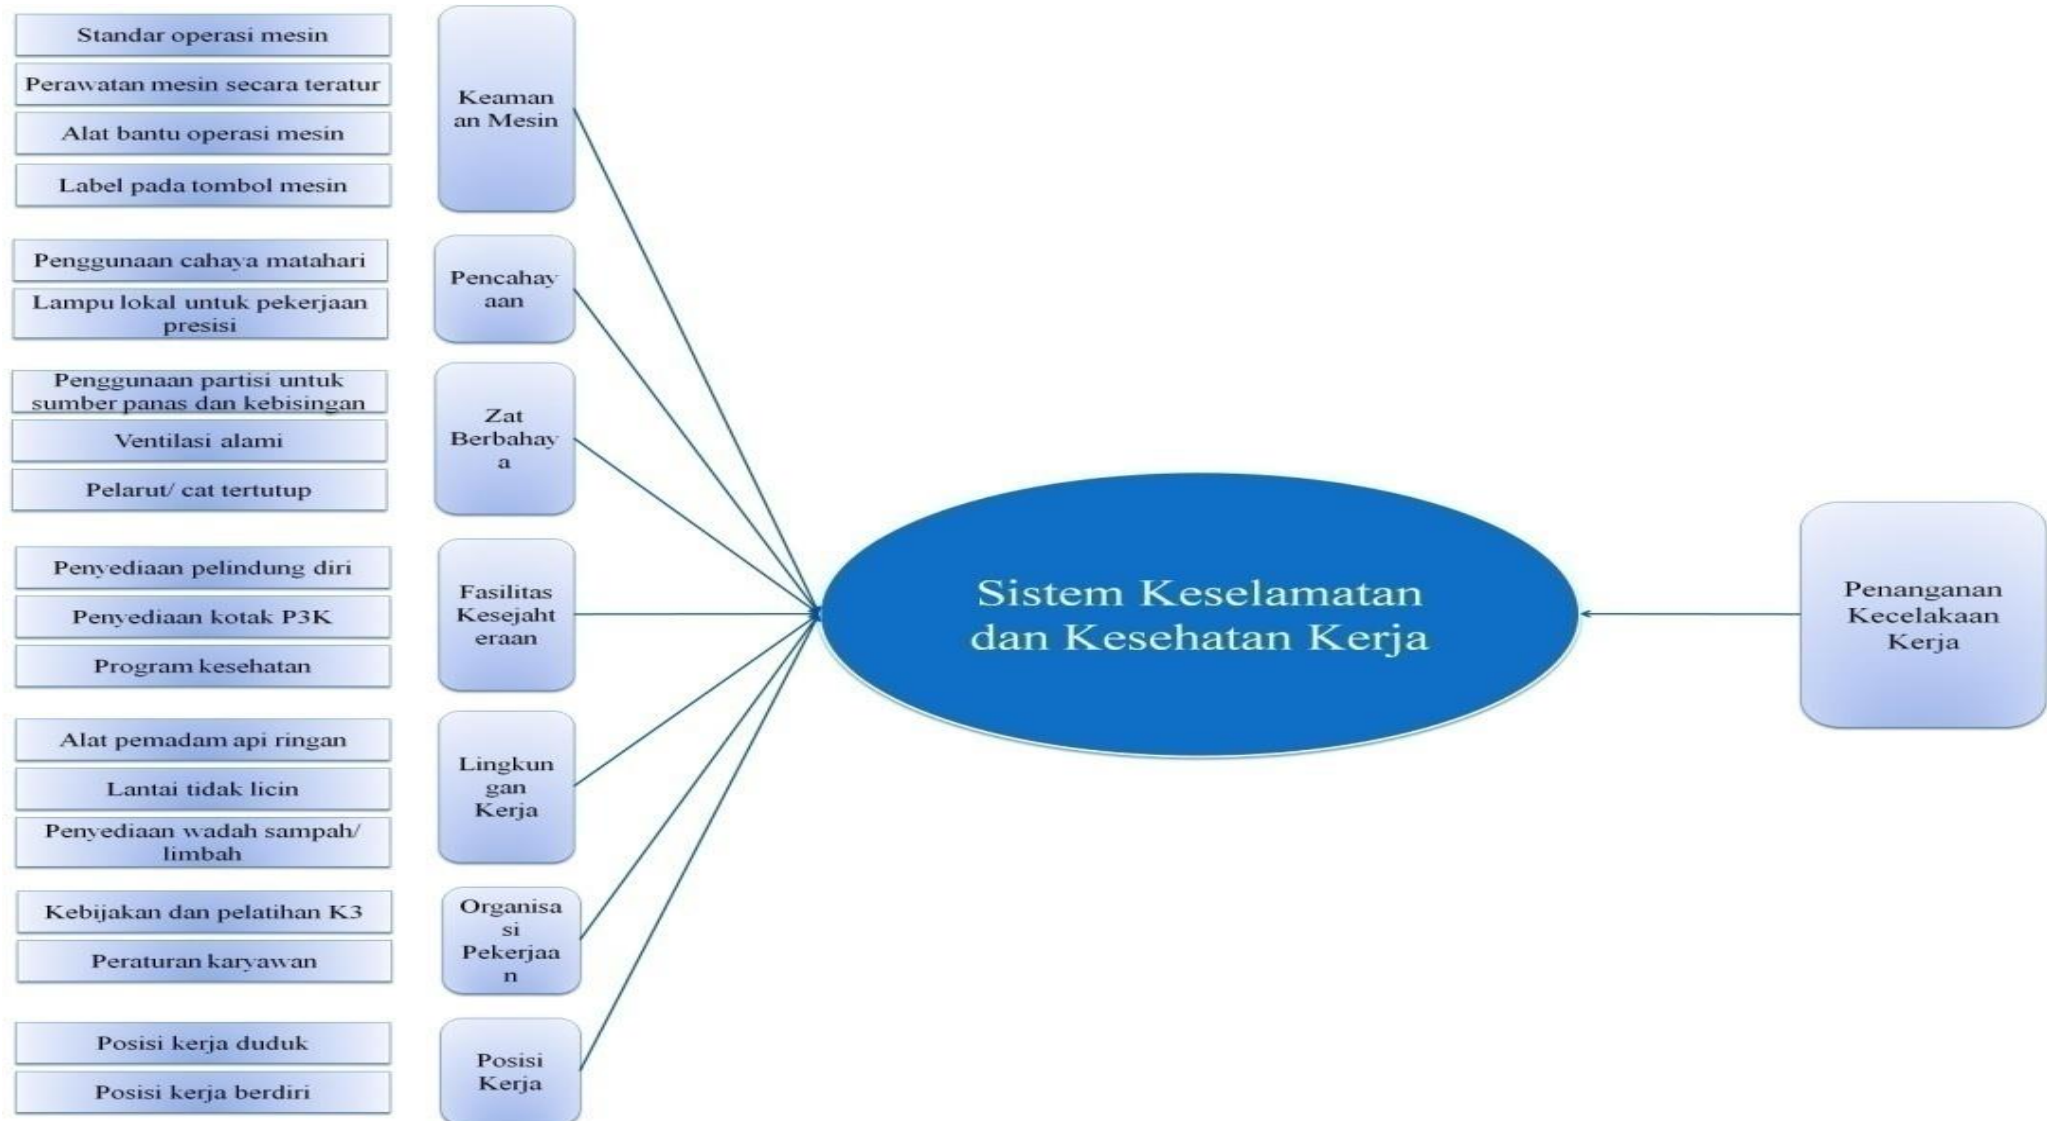 Standar operasi mesin
Perawatan mesin secara teratur
Alat bantu operasi mesin
Label pada tombol mesin
Keaman
an Mesin
Penggunaan cahaya matahari
Lampu lokal untuk pekerjaan
presisi
Pencahay
aan
Penggunaan partisi untuk
sumber panas dan kebisingan
Ventilasi alami
Pelarut/ cat tertutup
Zat
Berbahay
a
Penyediaan pelindung diri
Penyediaan kotak P3K
Program kesehatan
Fasilitas
Kesejaht
eraan
Alat pemadam api ringan
Lantai tidak licin
Penyediaan wadah sampah/
limbah
Lingkun
gan
Kerja
Kebijakan dan pelatihan K3
Peraturan karyawan
Organisa
si
Pekerjaa
n
Posisi kerja duduk
Posisi kerja berdiri
Posisi
Kerja
Sistem Keselamatan
dan Kesehatan Kerja
Penanganan
Kecelakaan
Kerja